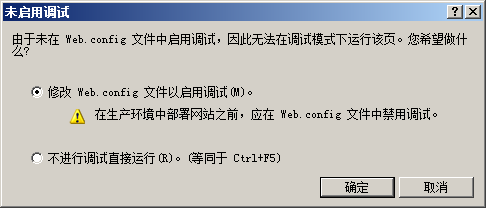 未启用调试
由于未在 Web.config 文件中启用调试，因此无法在调试模式下运行该页。您希望做什
么?
修改 Web.config 文件以启用调试(M)。
在生产环境中部署网站之前，应在 Web.config 文件中禁用调试。
不进行调试直接运行(R)。(等同于 Ctrl+F5)
确定 取消